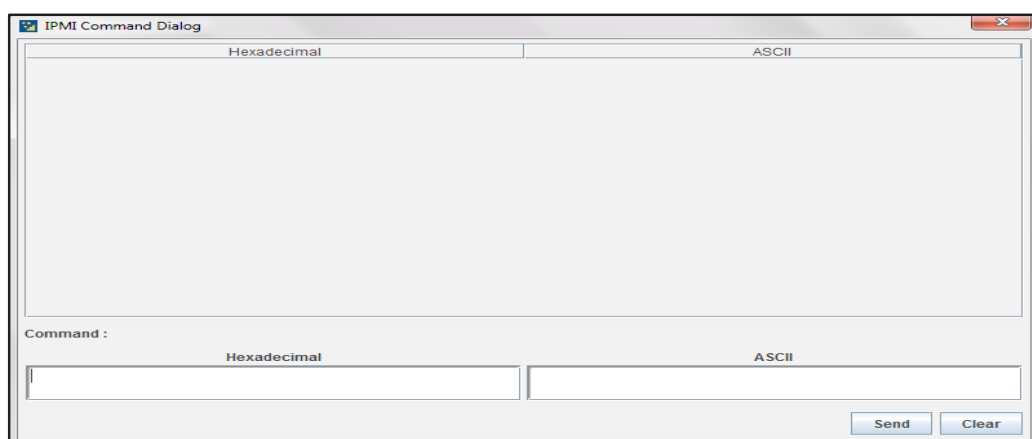 IPMI Command Dialog
Hexadecimal ASCII
Command :
Hexadecimal ASCII
Send Clear